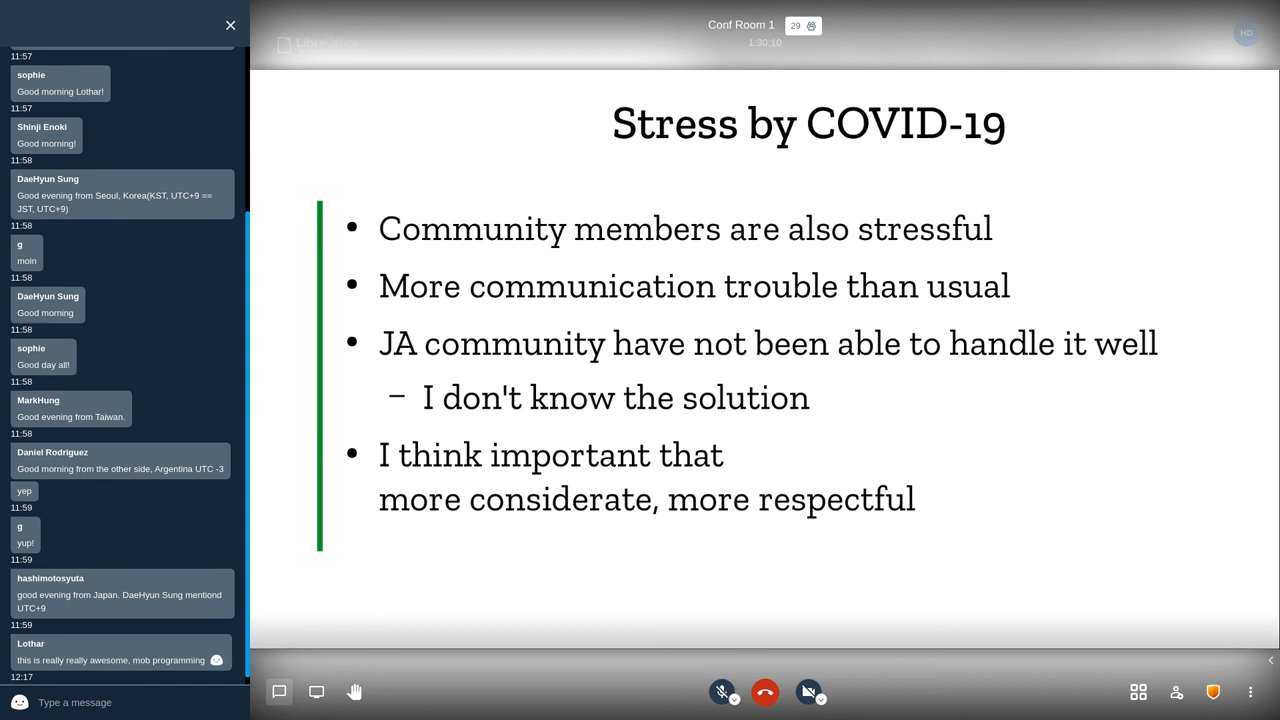 11:57
sophie
Good morning Lothar!
11:57
Shinji Enoki
Good morning!
11:58
DaeHyun Sung
Good evening from Seoul, Korea(KST, UTC+9 ==
JST, UTC+9)
11:58
g
moin
11:58
DaeHyun Sung
Good morning
11:58
sophie
Good day all!
11:58
MarkHung
Good evening from Taiwan.
11:58
Daniel Rodriguez
Good morning from the other side, Argentina UTC -3
yep
11:59
g
yup!
11:59
hashimotosyuta
good evening from Japan. DaeHyun Sung mentiond
UTC+9
11:59
Lothar
this is really really awesome, mob programming
12:17
Type a message
Conf Room 1
29
1:30:10
LibreOffice
HD
Stress by COVID-19
• Community members are also stressful
• More communication trouble than usual
• JA community have not been able to handle it well
– I don't know the solution
• I think important that
more considerate, more respectful